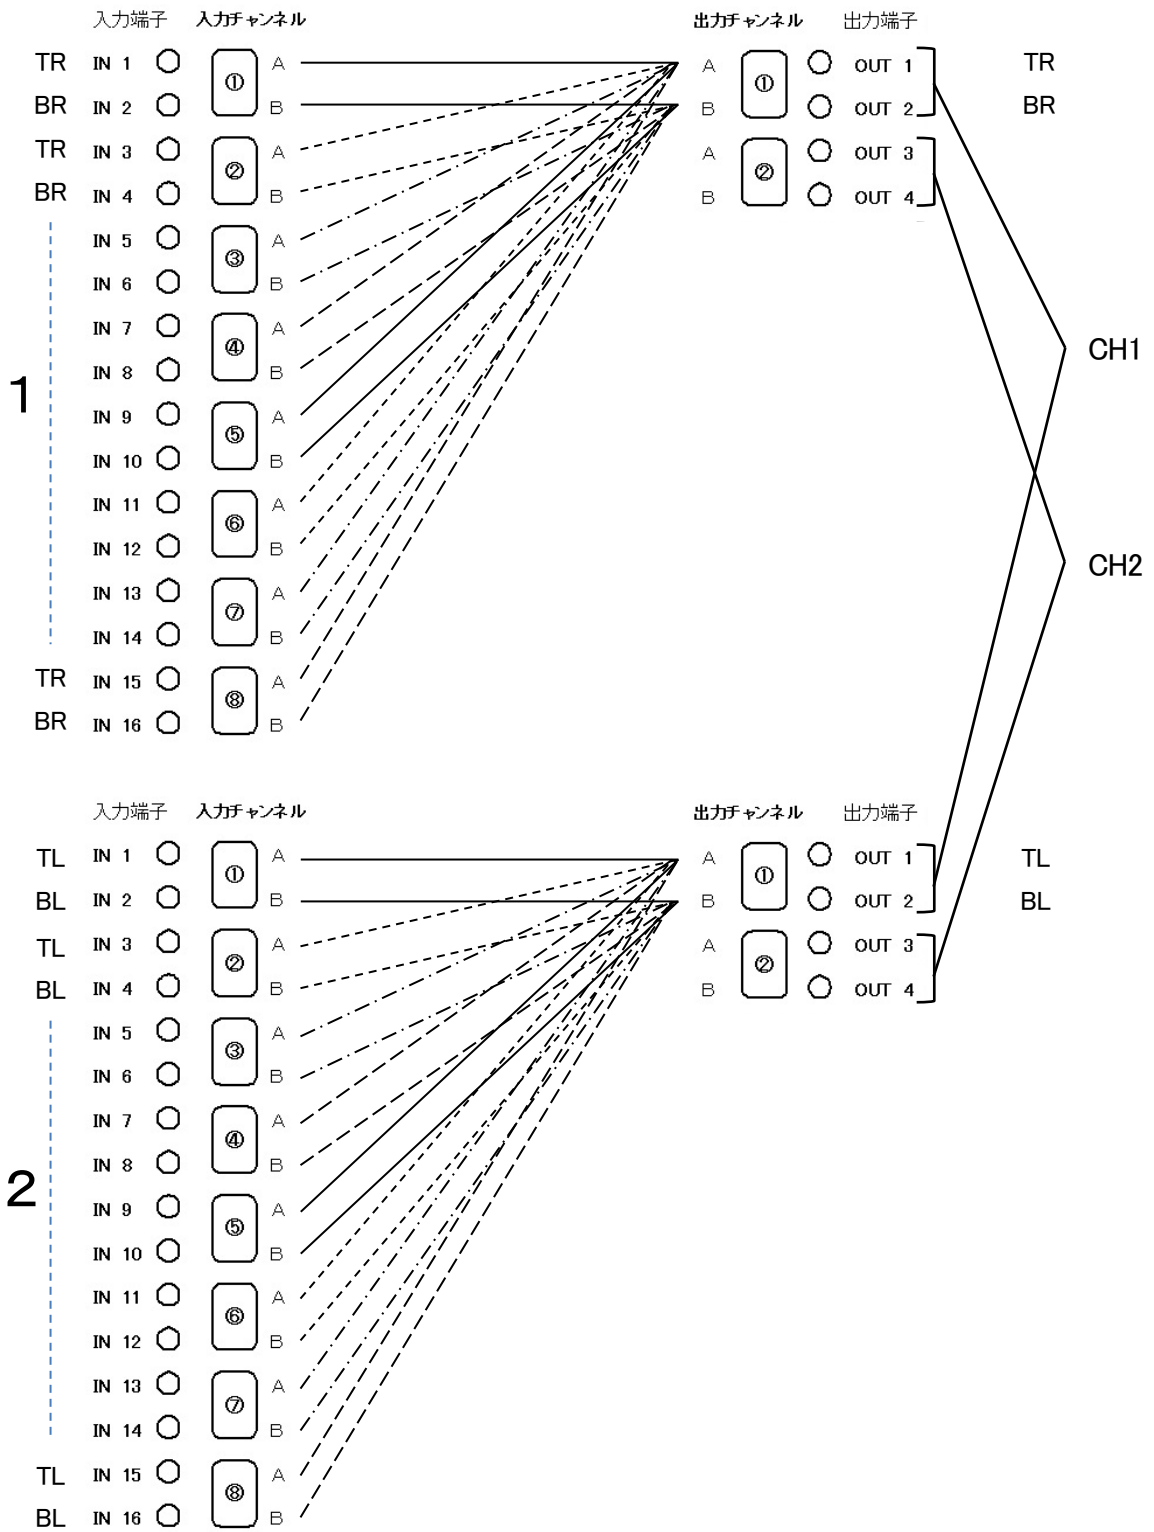 入力端子 入力チャンネル 出力チャンネル 出力端子
TR IN 1 ① A A ① OUT 1 TR
BR IN 2 B B OUT 2 BR
TR IN 3 ② A A ② OUT 3
BR IN 4 B B OUT 4
IN 5 ③ A
IN 6 B
IN 7 ④ A CH1
IN 8 B
1
IN 9 ⑤ A
IN 10 B
IN 11 ⑥ A
IN 12 B CH2
IN 13 ⑦ A
IN 14 B
TR IN 15 ⑧ A
BR IN 16 B
入力端子 入力チャンネル 出力チャンネル 出力端子
TL IN 1 ① A A ① OUT 1 TL
BL IN 2 B B OUT 2 BL
TL IN 3 ② A A ② OUT 3
BL IN 4 B B OUT 4
IN 5 ③ A
IN 6 B
IN 7 ④ A
IN 8 B
2
IN 9 ⑤ A
IN 10 B
IN 11 ⑥ A
IN 12 B
IN 13 ⑦ A
IN 14 B
TL IN 15 ⑧ A
BL IN 16 B